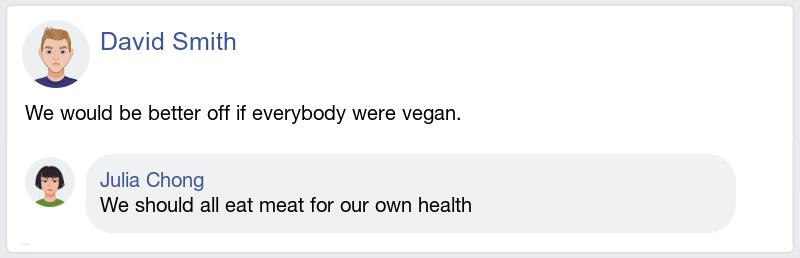 David Smith
We would be better off if everybody were vegan.
Julia Chong
We should all eat meat for our own health